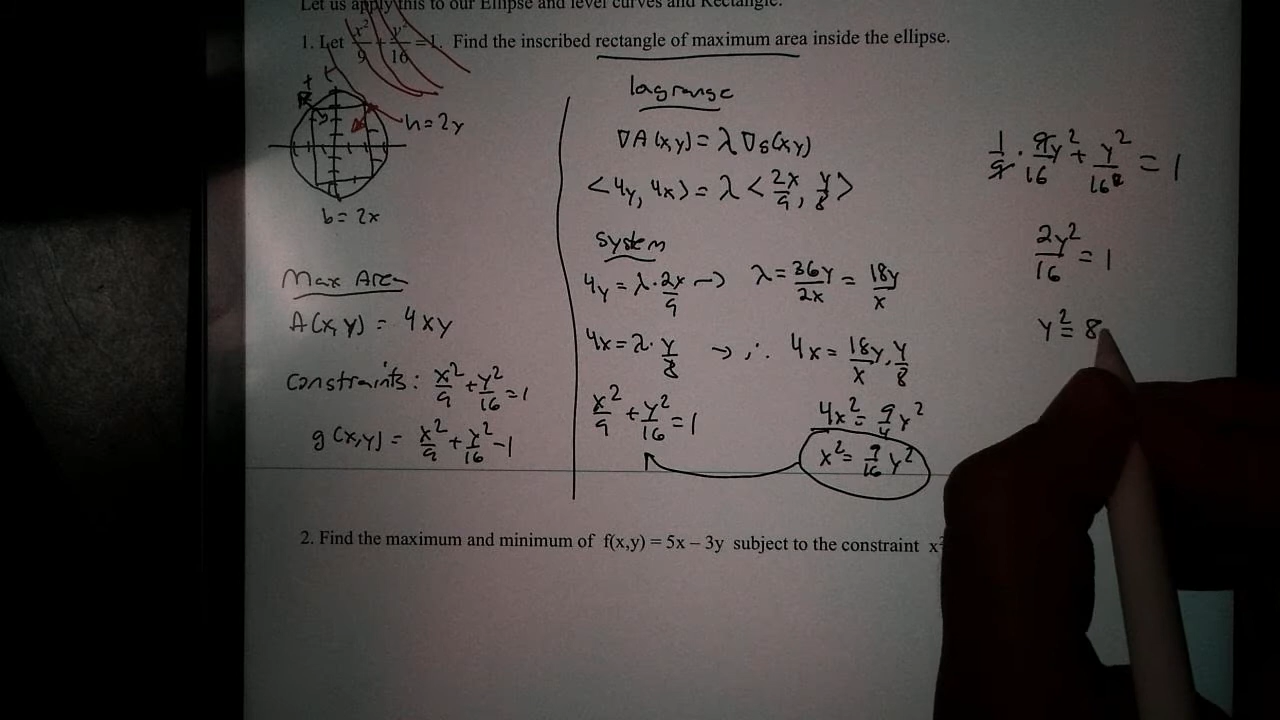 Let us apply this to our Ellipse and level curves and Rectangle.
1. Let x²/9 + y²/16 = 1. Find the inscribed rectangle of maximum area inside the ellipse.
h = 2y
b = 2x
Max Area
A(x,y) = 4xy
Constraints: x²/9 + y²/16 = 1
g(x,y) = x²/9 + y²/16 - 1
lagrange
∇A(x,y) = λ∇g(x,y)
<4y, 4x> = λ<2x/9, y/8>
System
4y = λ·2x/9 → λ = 36y/2x = 18y/x
4x = λ·y/8 → ∴ 4x = 18y/x · y/8
x²/9 + y²/16 = 1
4x² = 9/4 y²
x² = 9/16 y²
1/9 · 9y²/16 + y²/16 = 1
2y²/16 = 1
y² = 8
2. Find the maximum and minimum of f(x,y) = 5x – 3y subject to the constraint